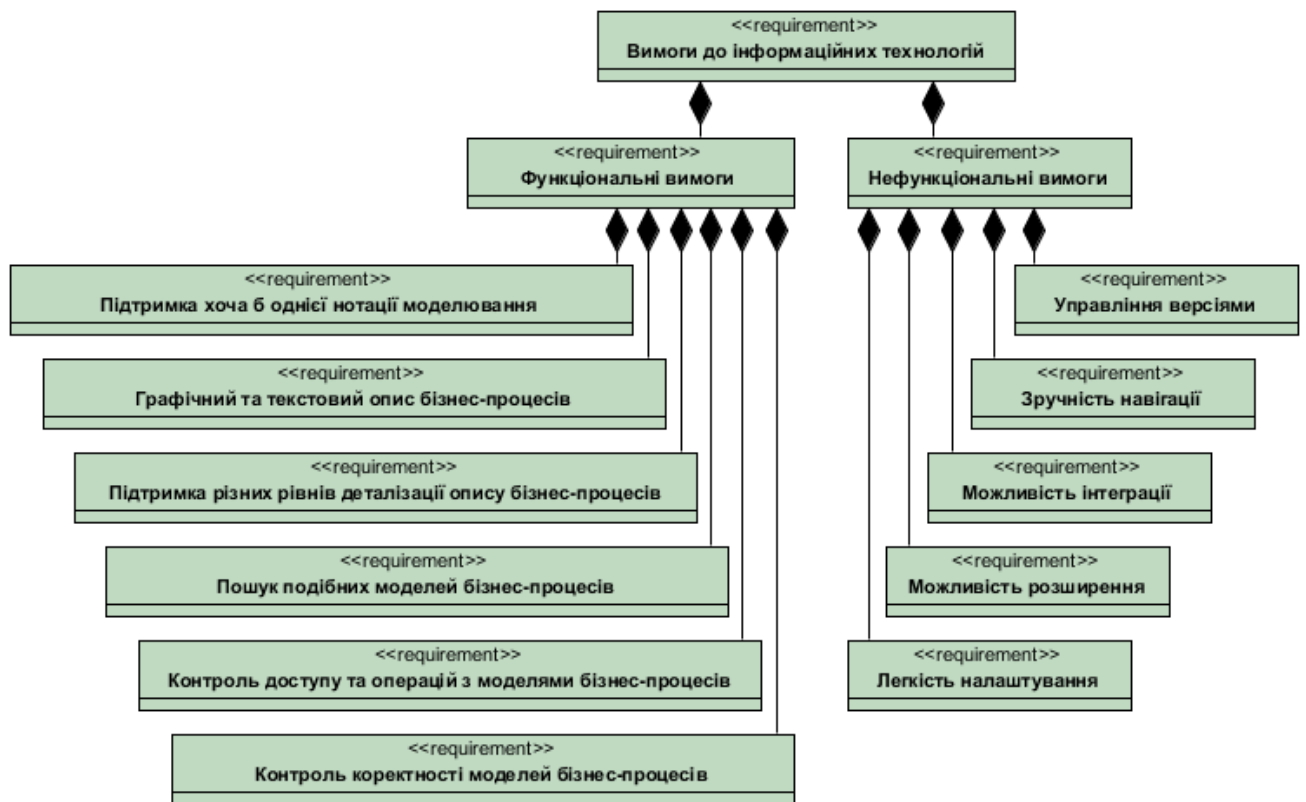 <<requirement>>
Вимоги до інформаційних технологій
<<requirement>>
Функціональні вимоги
<<requirement>>
Нефункціональні вимоги
<<requirement>>
Підтримка хоча б однієї нотації моделювання
<<requirement>>
Управління версіями
<<requirement>>
Графічний та текстовий опис бізнес-процесів
<<requirement>>
Зручність навігації
<<requirement>>
Підтримка різних рівнів деталізації опису бізнес-процесів
<<requirement>>
Можливість інтеграції
<<requirement>>
Пошук подібних моделей бізнес-процесів
<<requirement>>
Можливість розширення
<<requirement>>
Контроль доступу та операцій з моделями бізнес-процесів
<<requirement>>
Легкість налаштування
<<requirement>>
Контроль коректності моделей бізнес-процесів